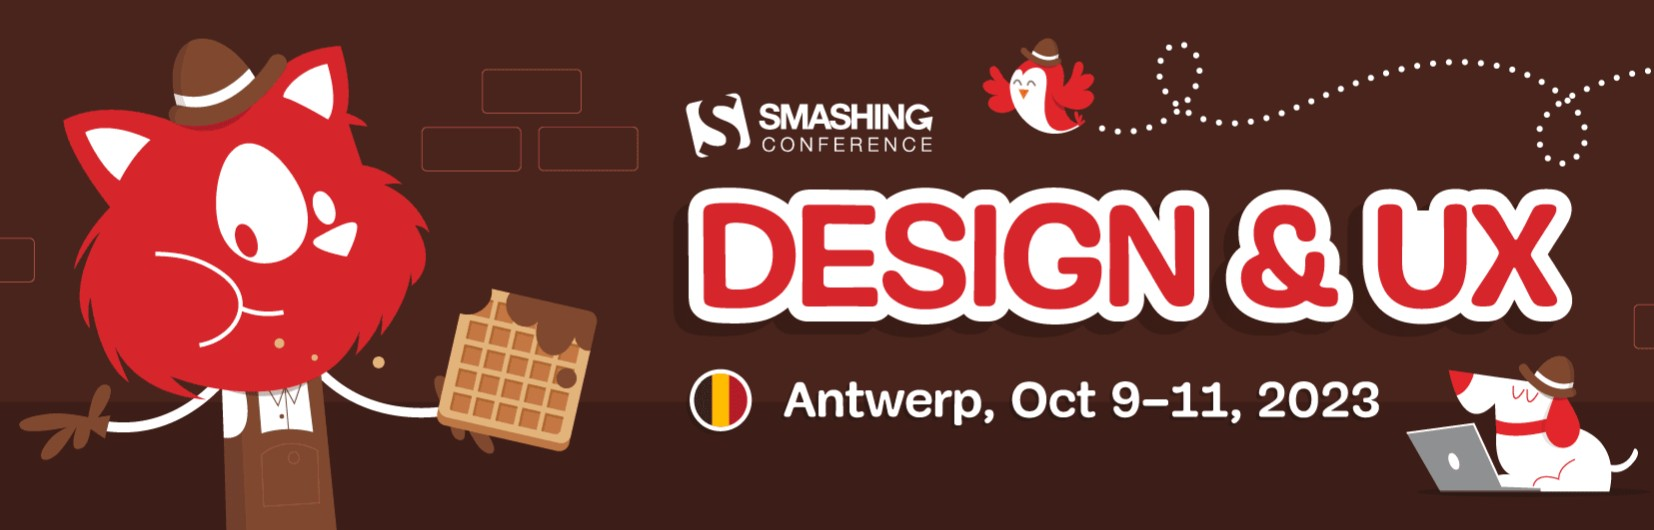 SMASHING
CONFERENCE
DESIGN & UX
Antwerp, Oct 9–11, 2023